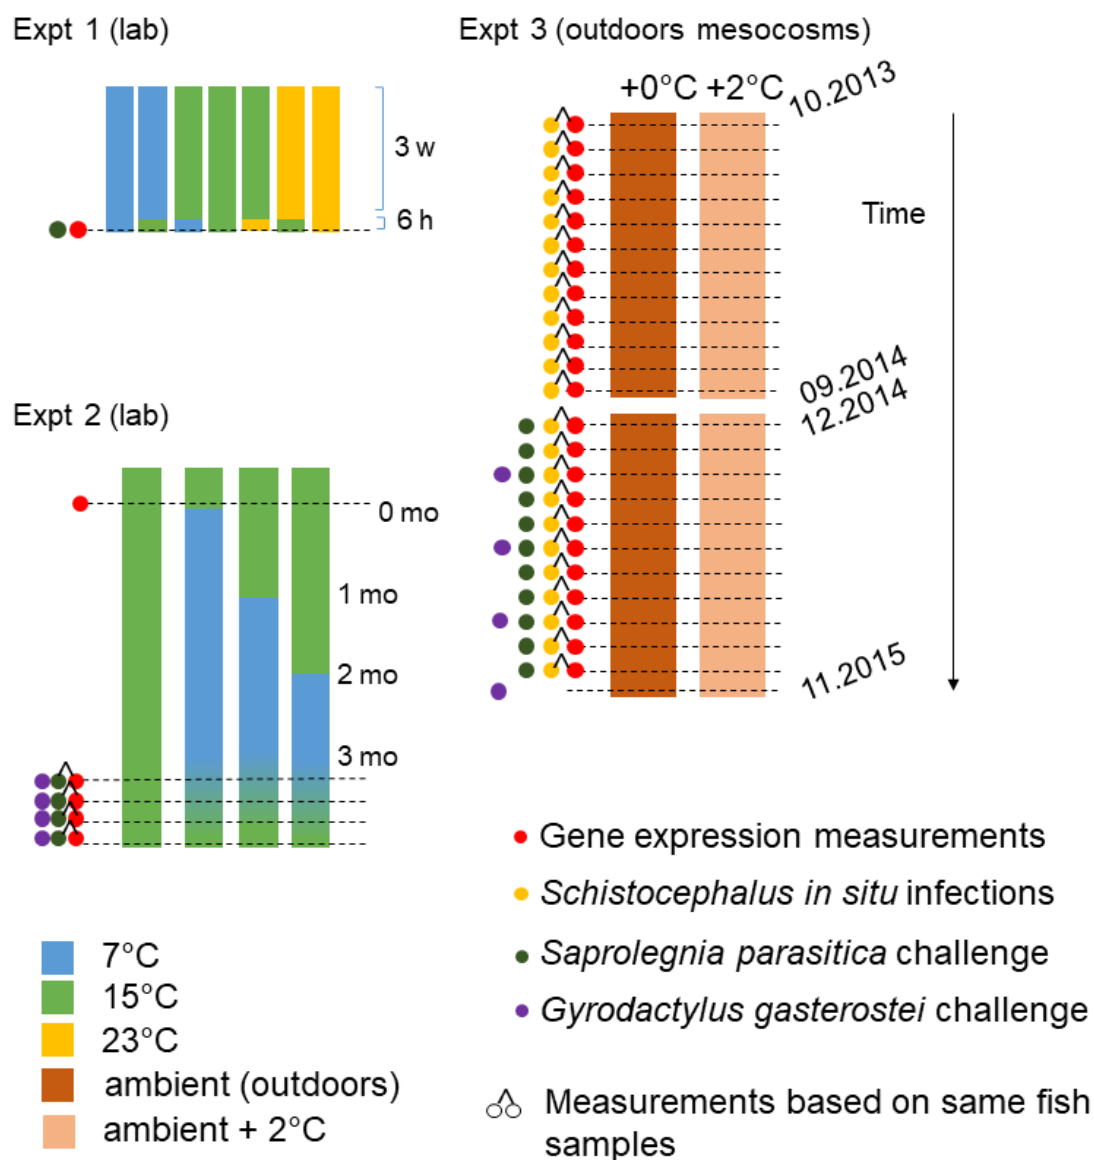 Expt 1 (lab)
3 w
6 h
Expt 2 (lab)
0 mo
1 mo
2 mo
3 mo
7°C
15°C
23°C
ambient (outdoors)
ambient + 2°C
Expt 3 (outdoors mesocosms)
+0°C +2°C
10.2013
Time
09.2014
12.2014
11.2015
Gene expression measurements
Schistocephalus in situ infections
Saprolegnia parasitica challenge
Gyrodactylus gasterostei challenge
Measurements based on same fish
samples